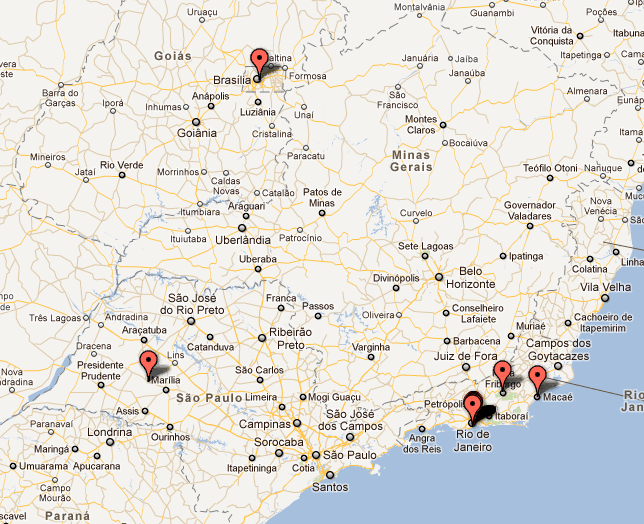 Uruçu
Montalvânia
Guanambi
Poções
Itabuna
Vitória da
Conquista
Itapetinga
Goiás
Brasília
Formosa
Januária
Jaíba
Janaúba
Barra do
Garças
Iporá
Inhumas
Anápolis
Luziânia
Unaí
São
Francisco
Almenara
Goiânia
Cristalina
Montes
Claros
Bocaiúva
Mineiros
Jataí
Rio Verde
Morrinhos
Caldas
Novas
Paracatu
Minas
Gerais
Teófilo Otoni
Nanuque
Catalão
Patos de
Minas
Itumbiara
Araguari
Curvelo
Governador
Valadares
Nova
Venécia
Ituiutaba
Uberlândia
Patrocínio
Sete Lagoas
Ipatinga
Colatina
Uberaba
Divinópolis
Belo
Horizonte
Vila Velha
São José
do Rio Preto
Franca
Passos
Oliveira
Conselheiro
Lafaiete
Cachoeiro de
Itapemirim
Três Lagoas
Andradina
Araçatuba
Catanduva
Ribeirão
Preto
Barbacena
Muriaé
Campos dos
Goytacazes
Dracena
Lins
Varginha
Juiz de Fora
Presidente
Prudente
Marília
São Carlos
São Paulo
Limeira
Mogi Guaçu
Friburgo
Macaé
Petrópolis
Itaboraí
Assis
Campinas
São José
dos Campos
Angra
dos Reis
Rio de
Janeiro
Paranavaí
Londrina
Ourinhos
Sorocaba
Maringá
Apucarana
Itapetininga
Cotia
São Paulo
Umuarama
Campo
Mourão
Santos
Paraná